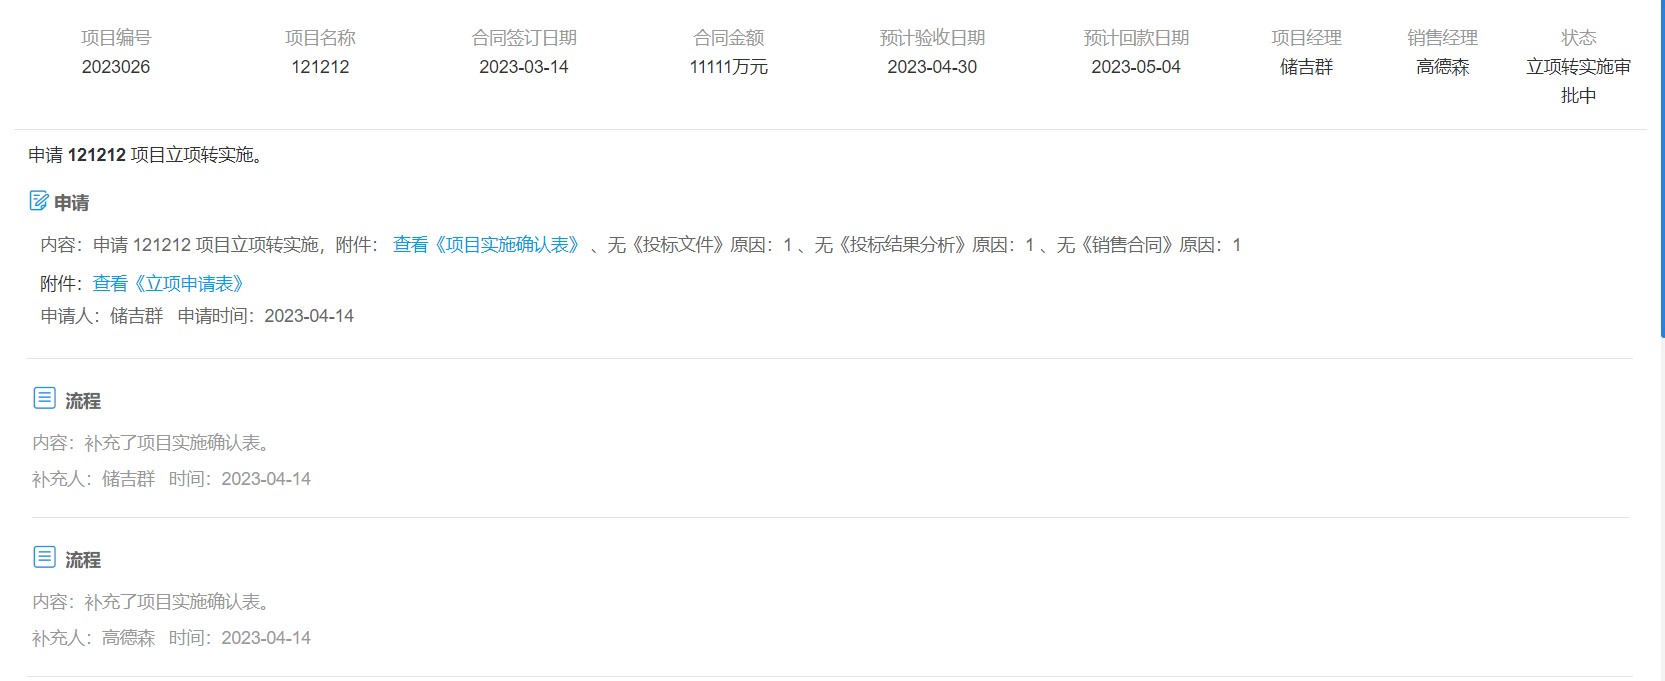 项目编号 项目名称 合同签订日期 合同金额 预计验收日期 预计回款日期 项目经理 销售经理 状态
2023026 121212 2023-03-14 11111万元 2023-04-30 2023-05-04 储吉群 高德森 立项转实施审
批中
申请 121212 项目立项转实施。
申请
内容：申请 121212 项目立项转实施，附件： 查看《项目实施确认表》 、无《投标文件》原因：1 、无《投标结果分析》原因：1 、无《销售合同》原因：1
附件：查看《立项申请表》
申请人：储吉群 申请时间：2023-04-14
流程
内容：补充了项目实施确认表。
补充人：储吉群 时间：2023-04-14
流程
内容：补充了项目实施确认表。
补充人：高德森 时间：2023-04-14